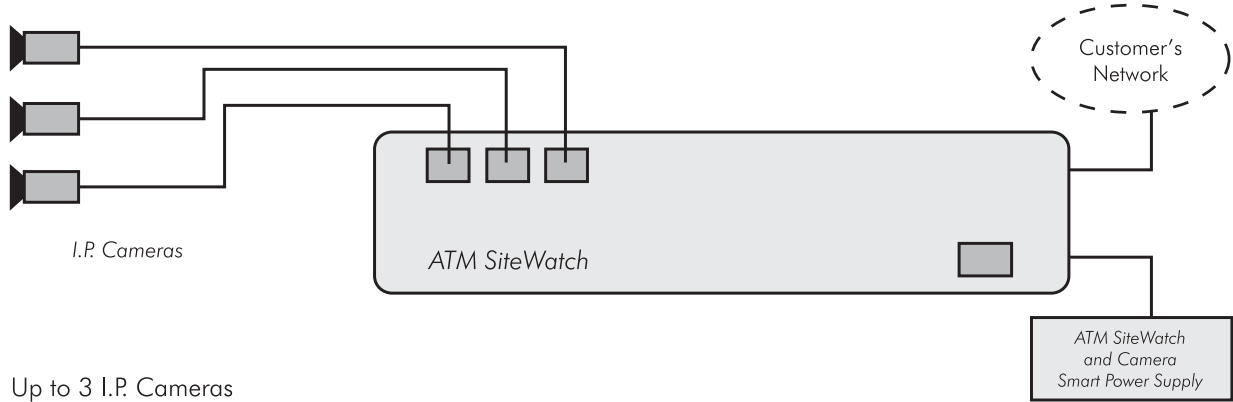 Customer's
Network
I.P. Cameras
ATM SiteWatch
ATM SiteWatch
and Camera
Smart Power Supply
Up to 3 I.P. Cameras